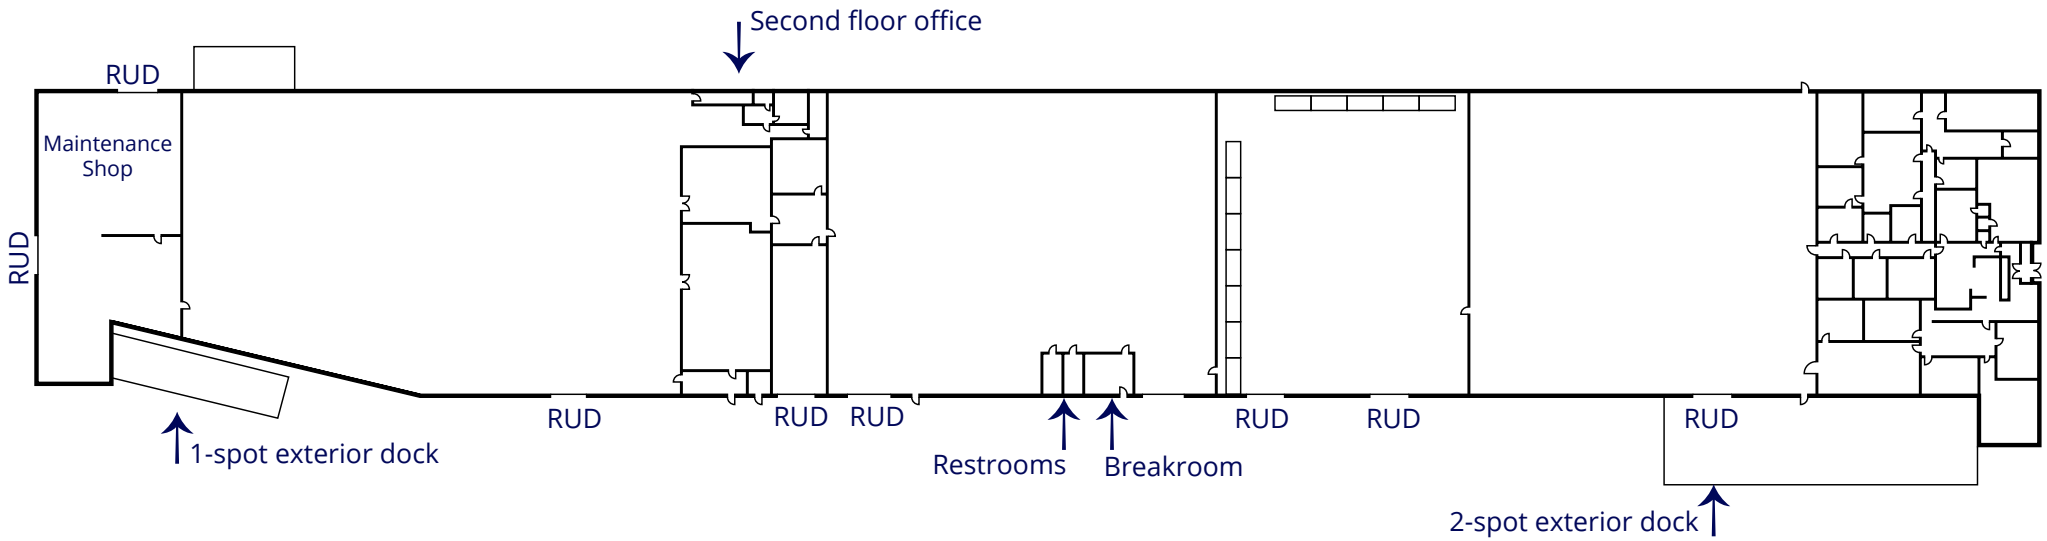 Second floor office
RUD
Maintenance
Shop
RUD
RUD
RUD
RUD
RUD
RUD
RUD
1-spot exterior dock
Restrooms
Breakroom
2-spot exterior dock